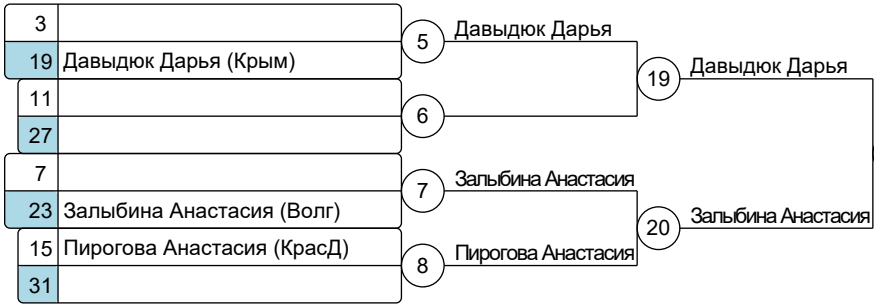 3
5
Давыдюк Дарья
19 Давыдюк Дарья (Крым)
19
Давыдюк Дарья
11
6
27
7
7
Залыбина Анастасия
23 Залыбина Анастасия (Волг)
20
Залыбина Анастасия
15 Пирогова Анастасия (КрасД)
8
Пирогова Анастасия
31